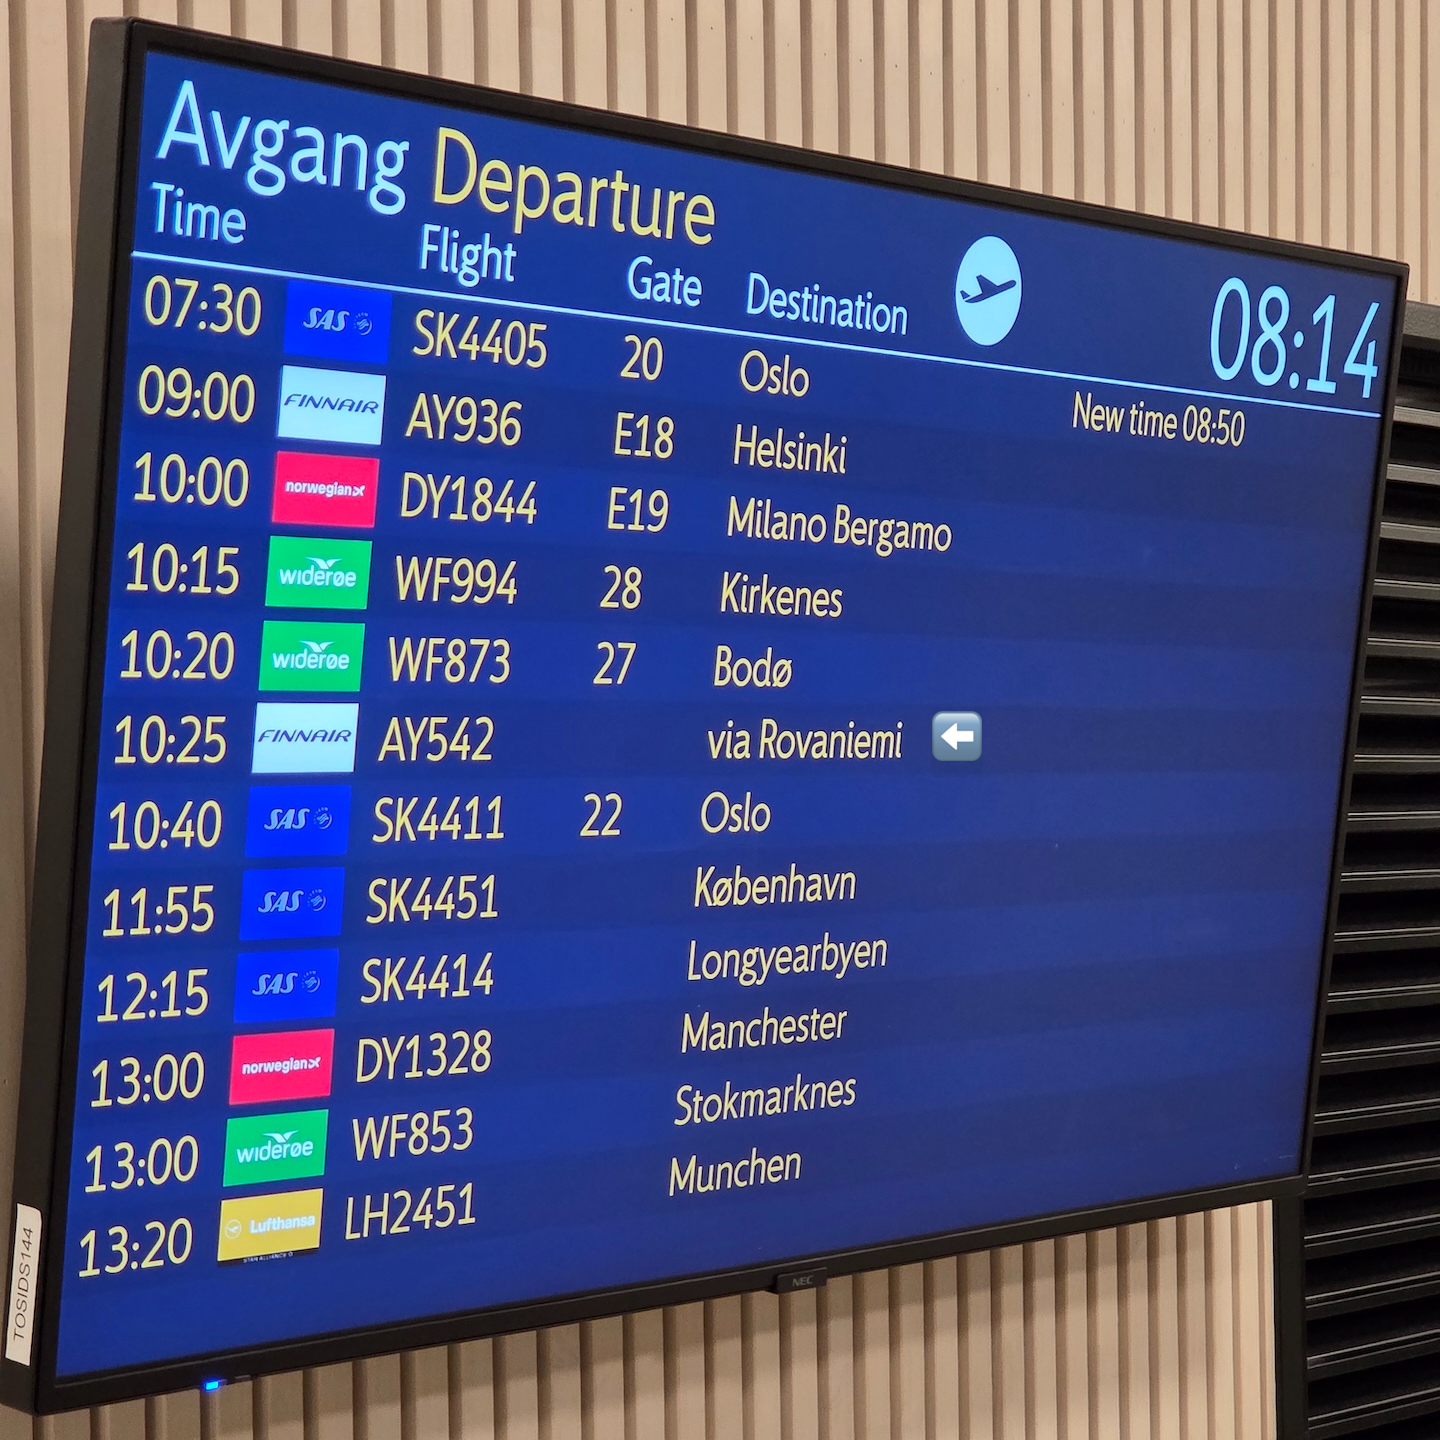 Avgang Departure
08:14
Time Flight Gate Destination
07:30 SAS SK4405 20 Oslo New time 08:50
09:00 FINNAIR AY936 E18 Helsinki
10:00 norwegian DY1844 E19 Milano Bergamo
10:15 widerøe WF994 28 Kirkenes
10:20 widerøe WF873 27 Bodø
10:25 FINNAIR AY542 via Rovaniemi
10:40 SAS SK4411 22 Oslo
11:55 SAS SK4451 København
12:15 SAS SK4414 Longyearbyen
13:00 norwegian DY1328 Manchester
13:00 widerøe WF853 Stokmarknes
13:20 Lufthansa LH2451 Munchen
TOSIDS144
NEC